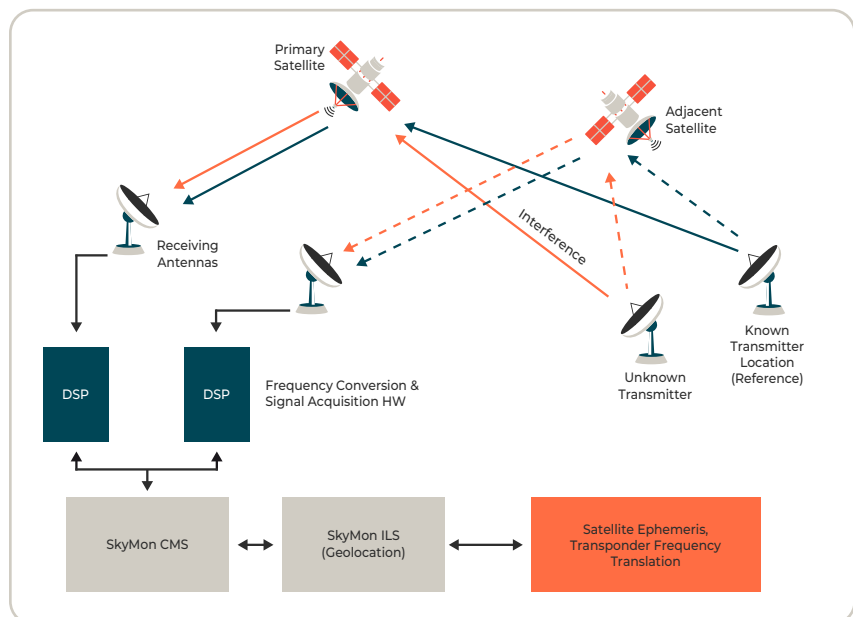 Primary
Satellite
Adjacent
Satellite
Interference
Receiving
Antennas
Known
Transmitter
Location
(Reference)
Unknown
Transmitter
DSP
DSP
Frequency Conversion &
Signal Acquisition HW
SkyMon CMS
SkyMon ILS
(Geolocation)
Satellite Ephemeris,
Transponder Frequency
Translation